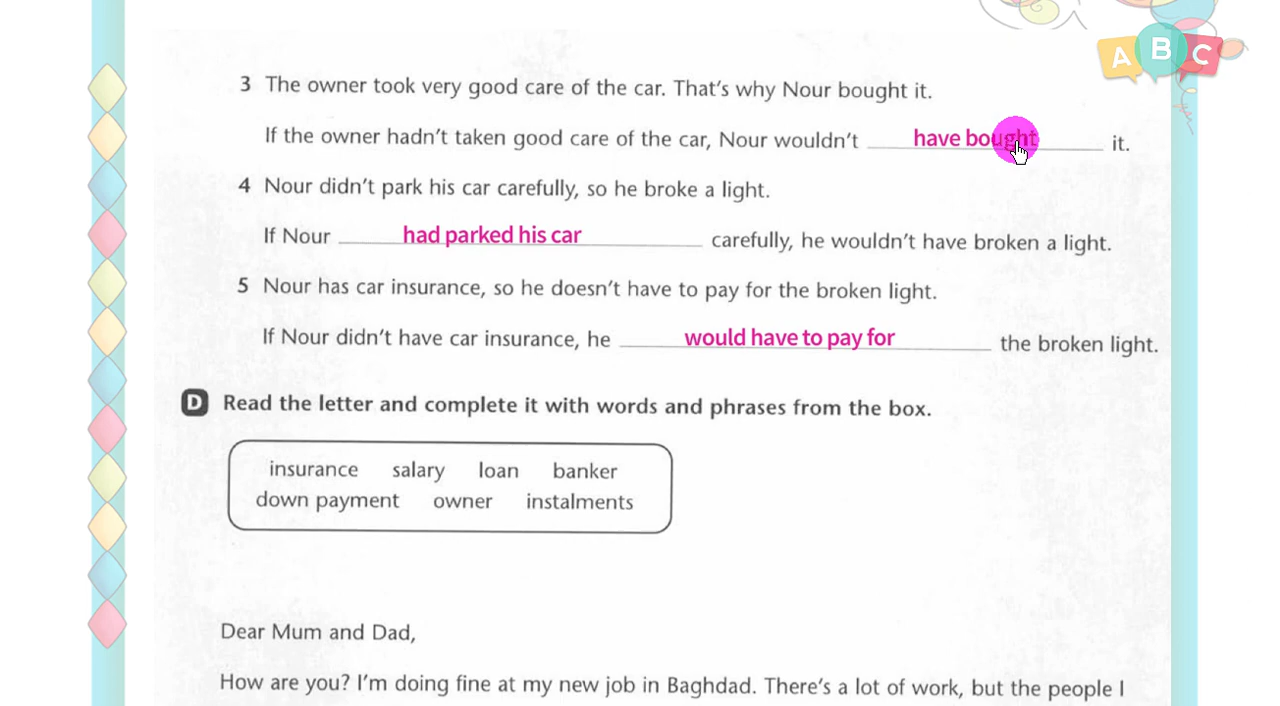 A B C
3 The owner took very good care of the car. That's why Nour bought it.
If the owner hadn't taken good care of the car, Nour wouldn't have bought it.
4 Nour didn't park his car carefully, so he broke a light.
If Nour had parked his car carefully, he wouldn't have broken a light.
5 Nour has car insurance, so he doesn't have to pay for the broken light.
If Nour didn't have car insurance, he would have to pay for the broken light.
D Read the letter and complete it with words and phrases from the box.
insurance salary loan banker
down payment owner instalments
Dear Mum and Dad,
How are you? I'm doing fine at my new job in Baghdad. There's a lot of work, but the people I